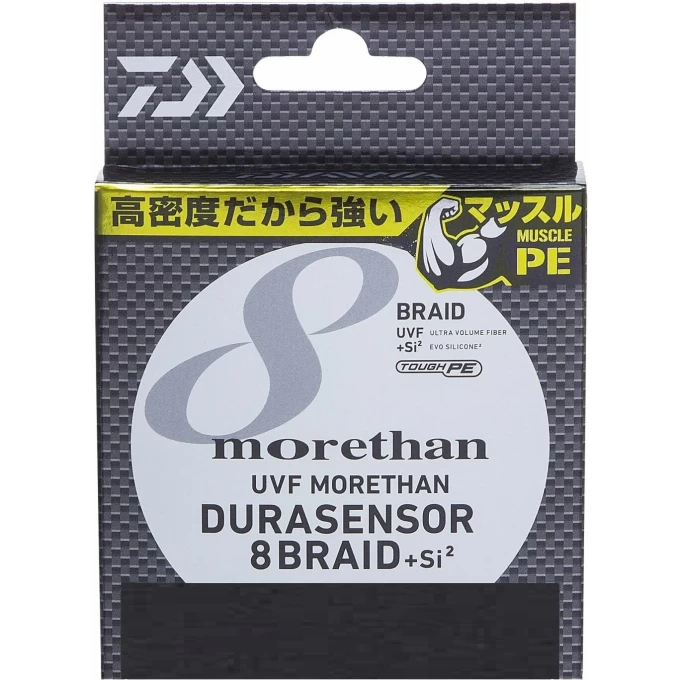 高密度だから強い
マッスル
MUSCLE
PE
8
BRAID
UVF ULTRA VOLUME FIBER
+Si² EVO SILICONE²
TOUGH PE
morethan
UVF MORETHAN
DURASENSOR
8BRAID+Si²